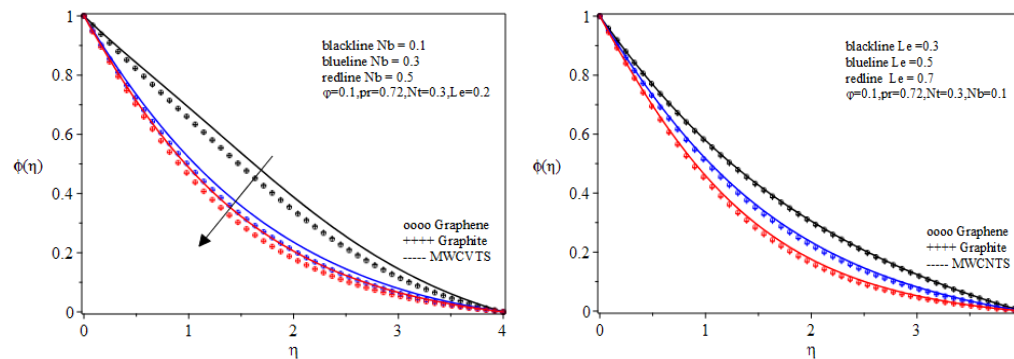 1
0.8
0.6
ϕ(η)
0.4
0.2
0
0
1
2
3
4
η
blackline Nb = 0.1
blueline Nb = 0.3
redline Nb = 0.5
φ=0.1,pr=0.72,Nt=0.3,Le=0.2
oooo Graphene
++++ Graphite
----- MWCVTS
1
0.8
0.6
ϕ(η)
0.4
0.2
0
0
1
2
3
η
blackline Le =0.3
blueline Le =0.5
redline Le =0.7
φ=0.1,pr=0.72,Nt=0.3,Nb=0.1
oooo Graphene
++++ Graphite
----- MWCNTS